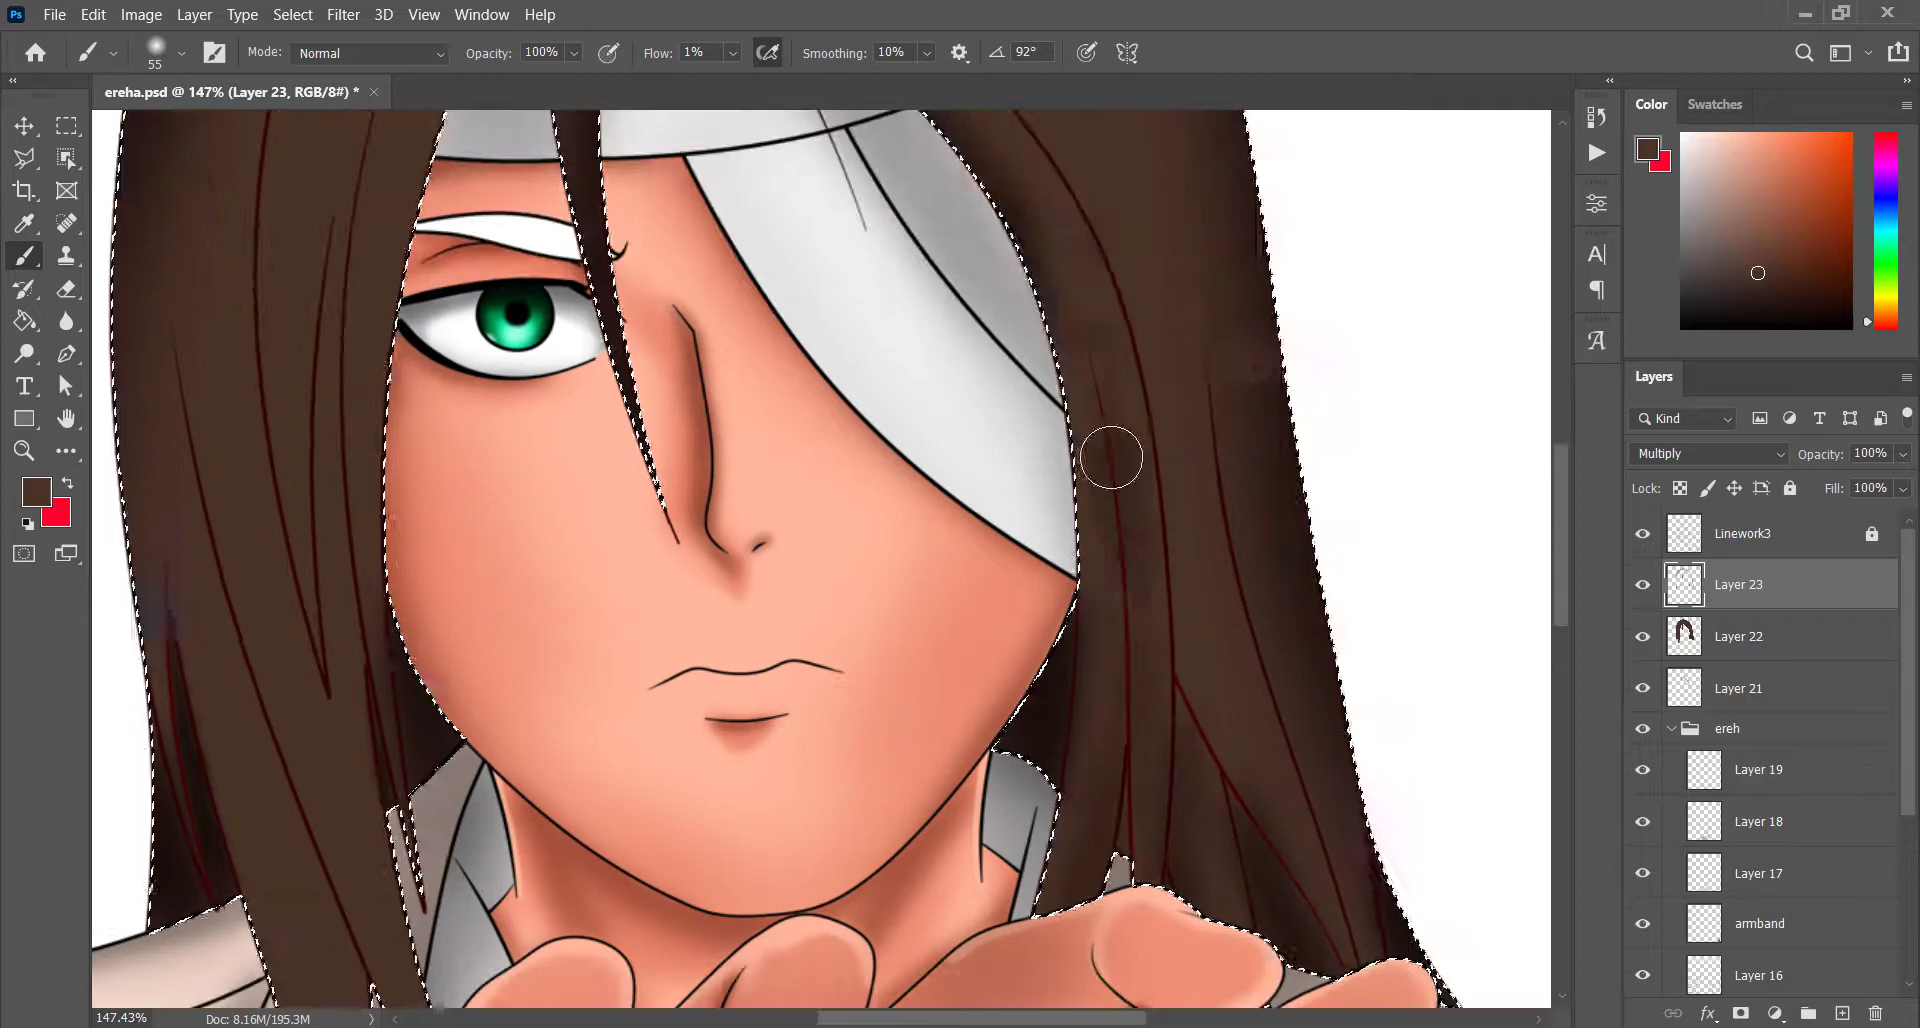 Ps File Edit Image Layer Type Select Filter 3D View Window Help
55 Mode: Normal Opacity: 100% Flow: 1% Smoothing: 10% 92°
ereha.psd @ 147% (Layer 23, RGB/8#) * ×
Color Swatches
Layers
Kind
Multiply Opacity: 100%
Lock: Fill: 100%
Linework3
Layer 23
Layer 22
Layer 21
ereh
Layer 19
Layer 18
Layer 17
armband
Layer 16
147.43% Doc: 8.16M/195.3M
fx